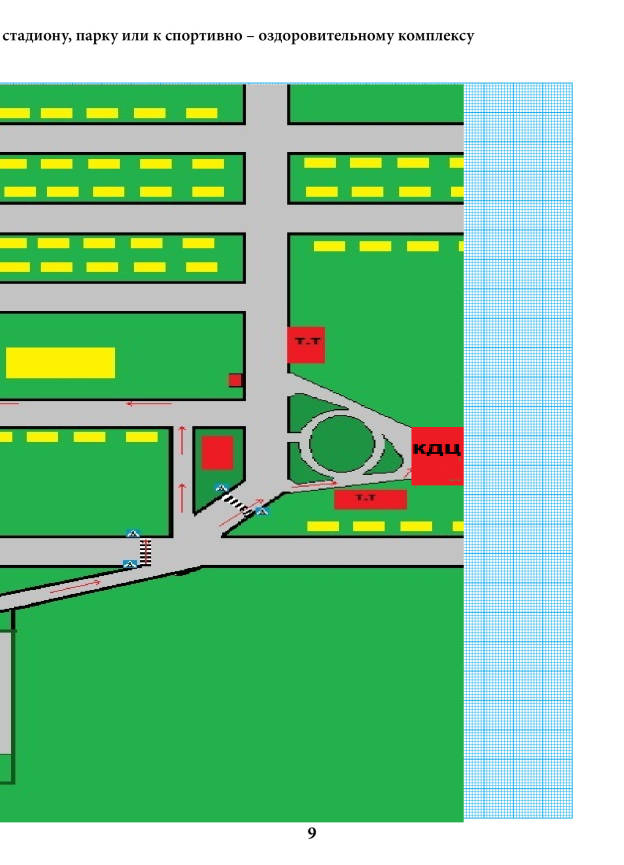 стадиону, парку или к спортивно – оздоровительному комплексу
Т.Т
КДЦ
Т.Т
9